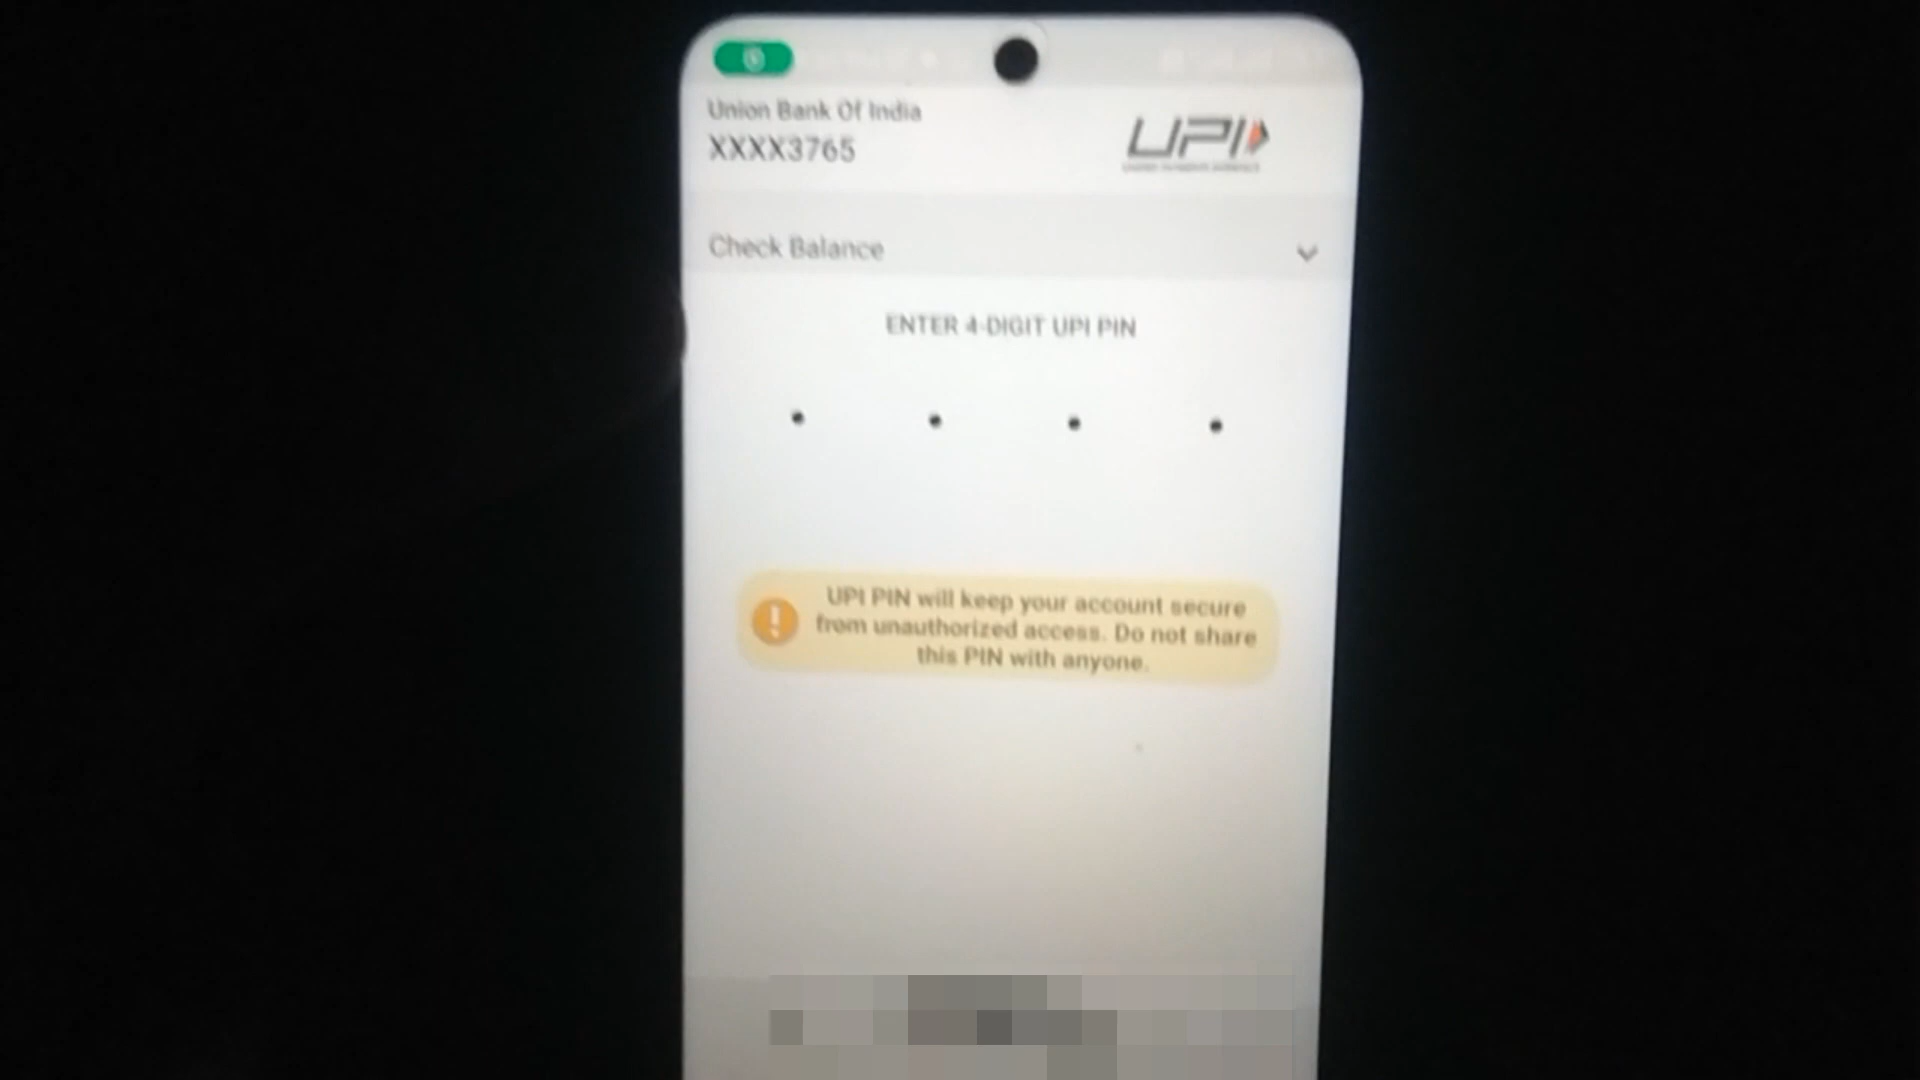 Union Bank Of India
XXXX3765
UPI
Check Balance
ENTER 4-DIGIT UPI PIN
UPI PIN will keep your account secure
from unauthorized access. Do not share
this PIN with anyone.